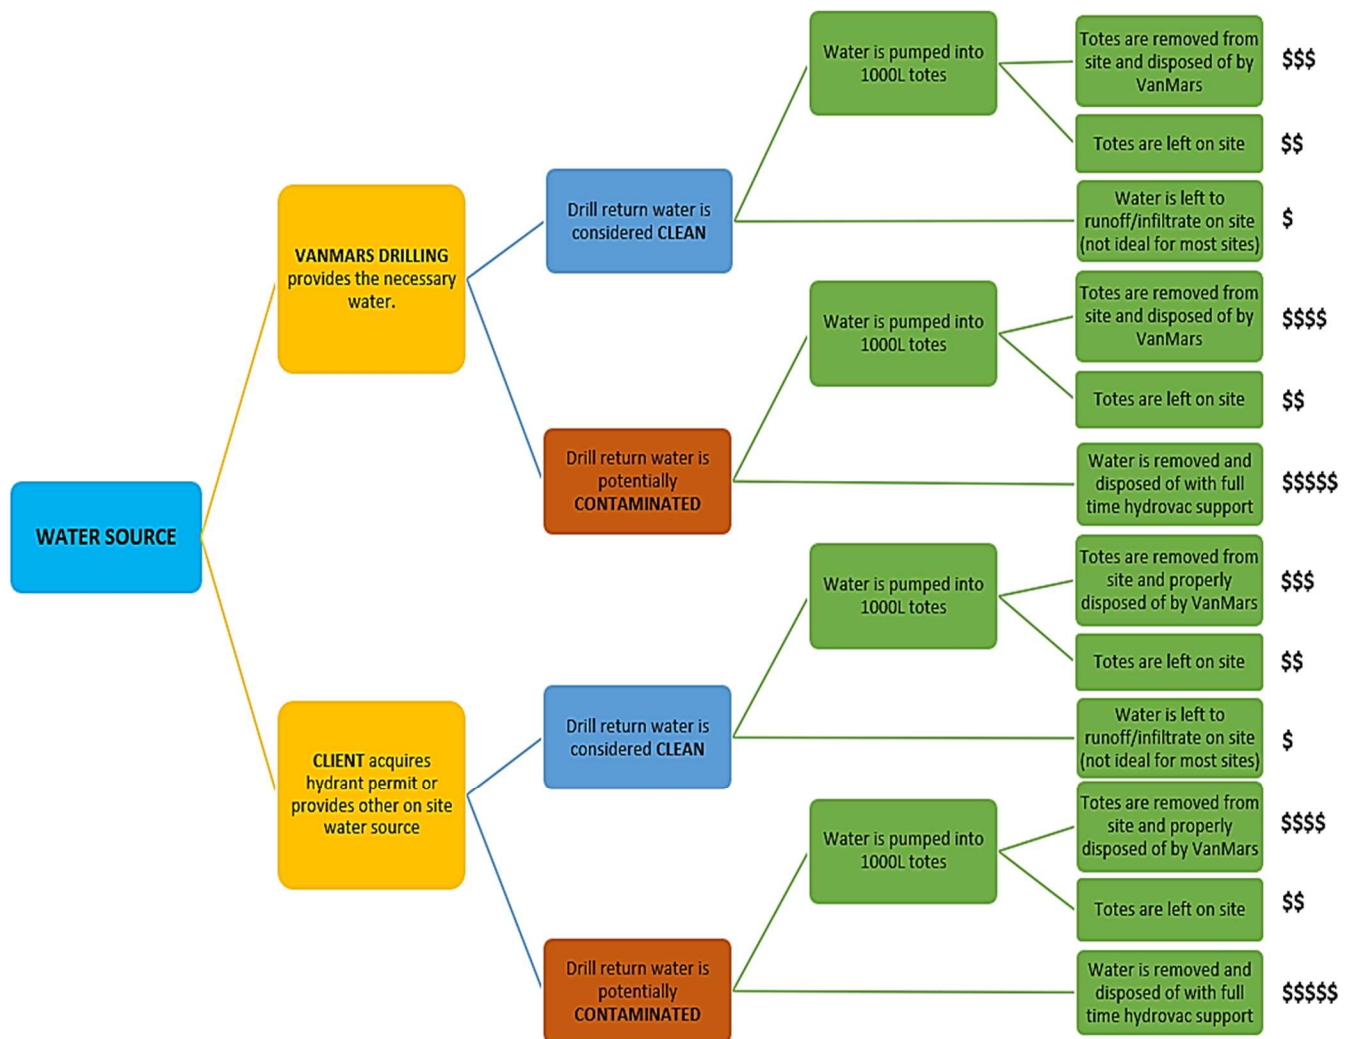 WATER SOURCE
VANMARS DRILLING
provides the necessary
water.
Drill return water is
considered CLEAN
Water is pumped into
1000L totes
Totes are removed from
site and disposed of by
VanMars
$$$
Totes are left on site
$$
Water is left to
runoff/infiltrate on site
(not ideal for most sites)
$
Drill return water is
potentially
CONTAMINATED
Water is pumped into
1000L totes
Totes are removed from
site and disposed of by
VanMars
$$$$
Totes are left on site
$$
Water is removed and
disposed of with full
time hydrovac support
$$$$$
CLIENT acquires
hydrant permit or
provides other on site
water source
Drill return water is
considered CLEAN
Water is pumped into
1000L totes
Totes are removed from
site and properly
disposed of by VanMars
$$$
Totes are left on site
$$
Water is left to
runoff/infiltrate on site
(not ideal for most sites)
$
Drill return water is
potentially
CONTAMINATED
Water is pumped into
1000L totes
Totes are removed from
site and properly
disposed of by VanMars
$$$$
Totes are left on site
$$
Water is removed and
disposed of with full
time hydrovac support
$$$$$